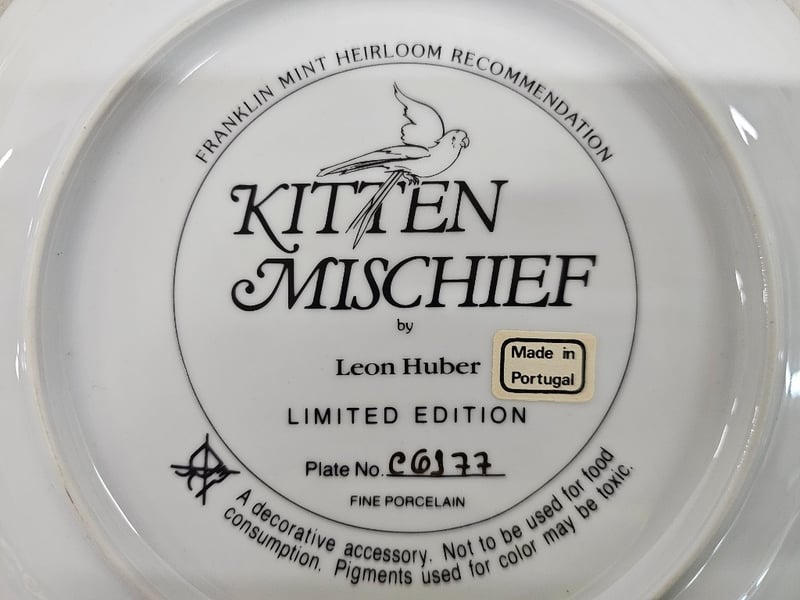 FRANKLIN MINT HEIRLOOM RECOMMENDATION
KITTEN
MISCHIEF
by
Leon Huber
Made in
Portugal
LIMITED EDITION
Plate No. C6J77
FINE PORCELAIN
A decorative accessory. Not to be used for food
consumption. Pigments used for color may be toxic.